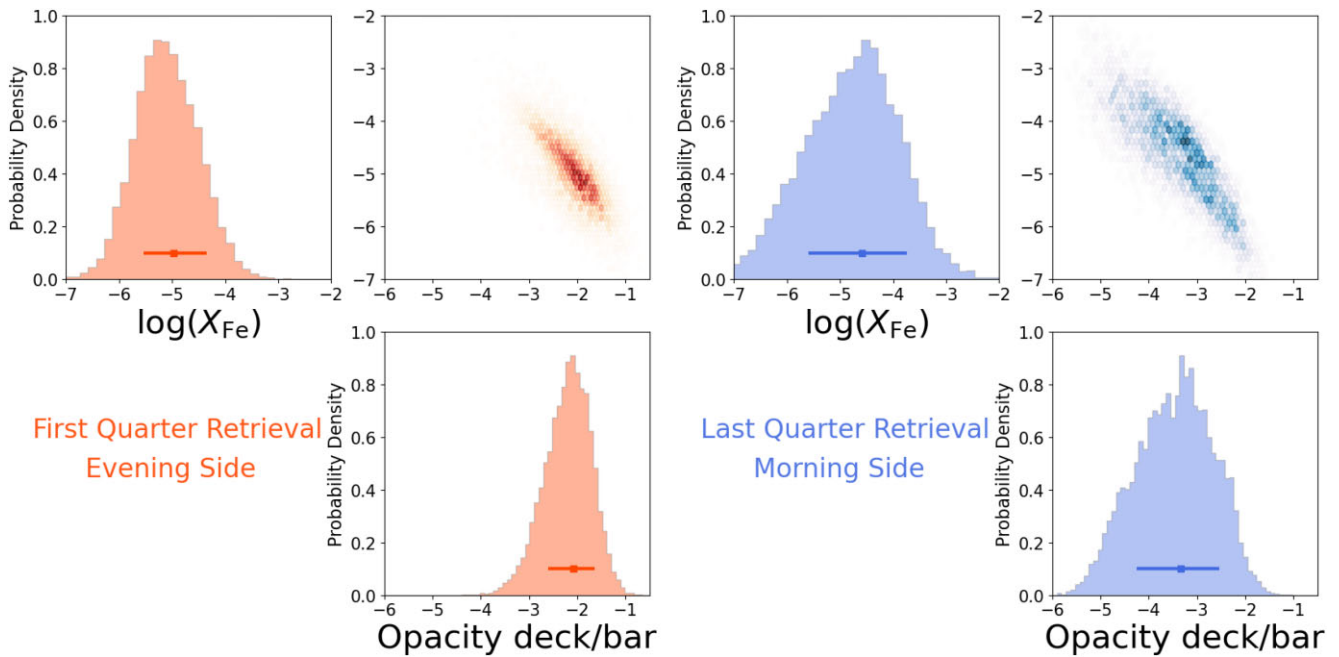 1.0
0.8
0.6
0.4
0.2
0.0
Probability Density
−7 −6 −5 −4 −3 −2
log(X_Fe)
−2
−3
−4
−5
−6
−7
−6 −5 −4 −3 −2 −1
1.0
0.8
0.6
0.4
0.2
0.0
Probability Density
−7 −6 −5 −4 −3 −2
log(X_Fe)
−2
−3
−4
−5
−6
−7
−6 −5 −4 −3 −2 −1
First Quarter Retrieval
Evening Side
1.0
0.8
0.6
0.4
0.2
0.0
Probability Density
−6 −5 −4 −3 −2 −1
Opacity deck/bar
Last Quarter Retrieval
Morning Side
1.0
0.8
0.6
0.4
0.2
0.0
Probability Density
−6 −5 −4 −3 −2 −1
Opacity deck/bar